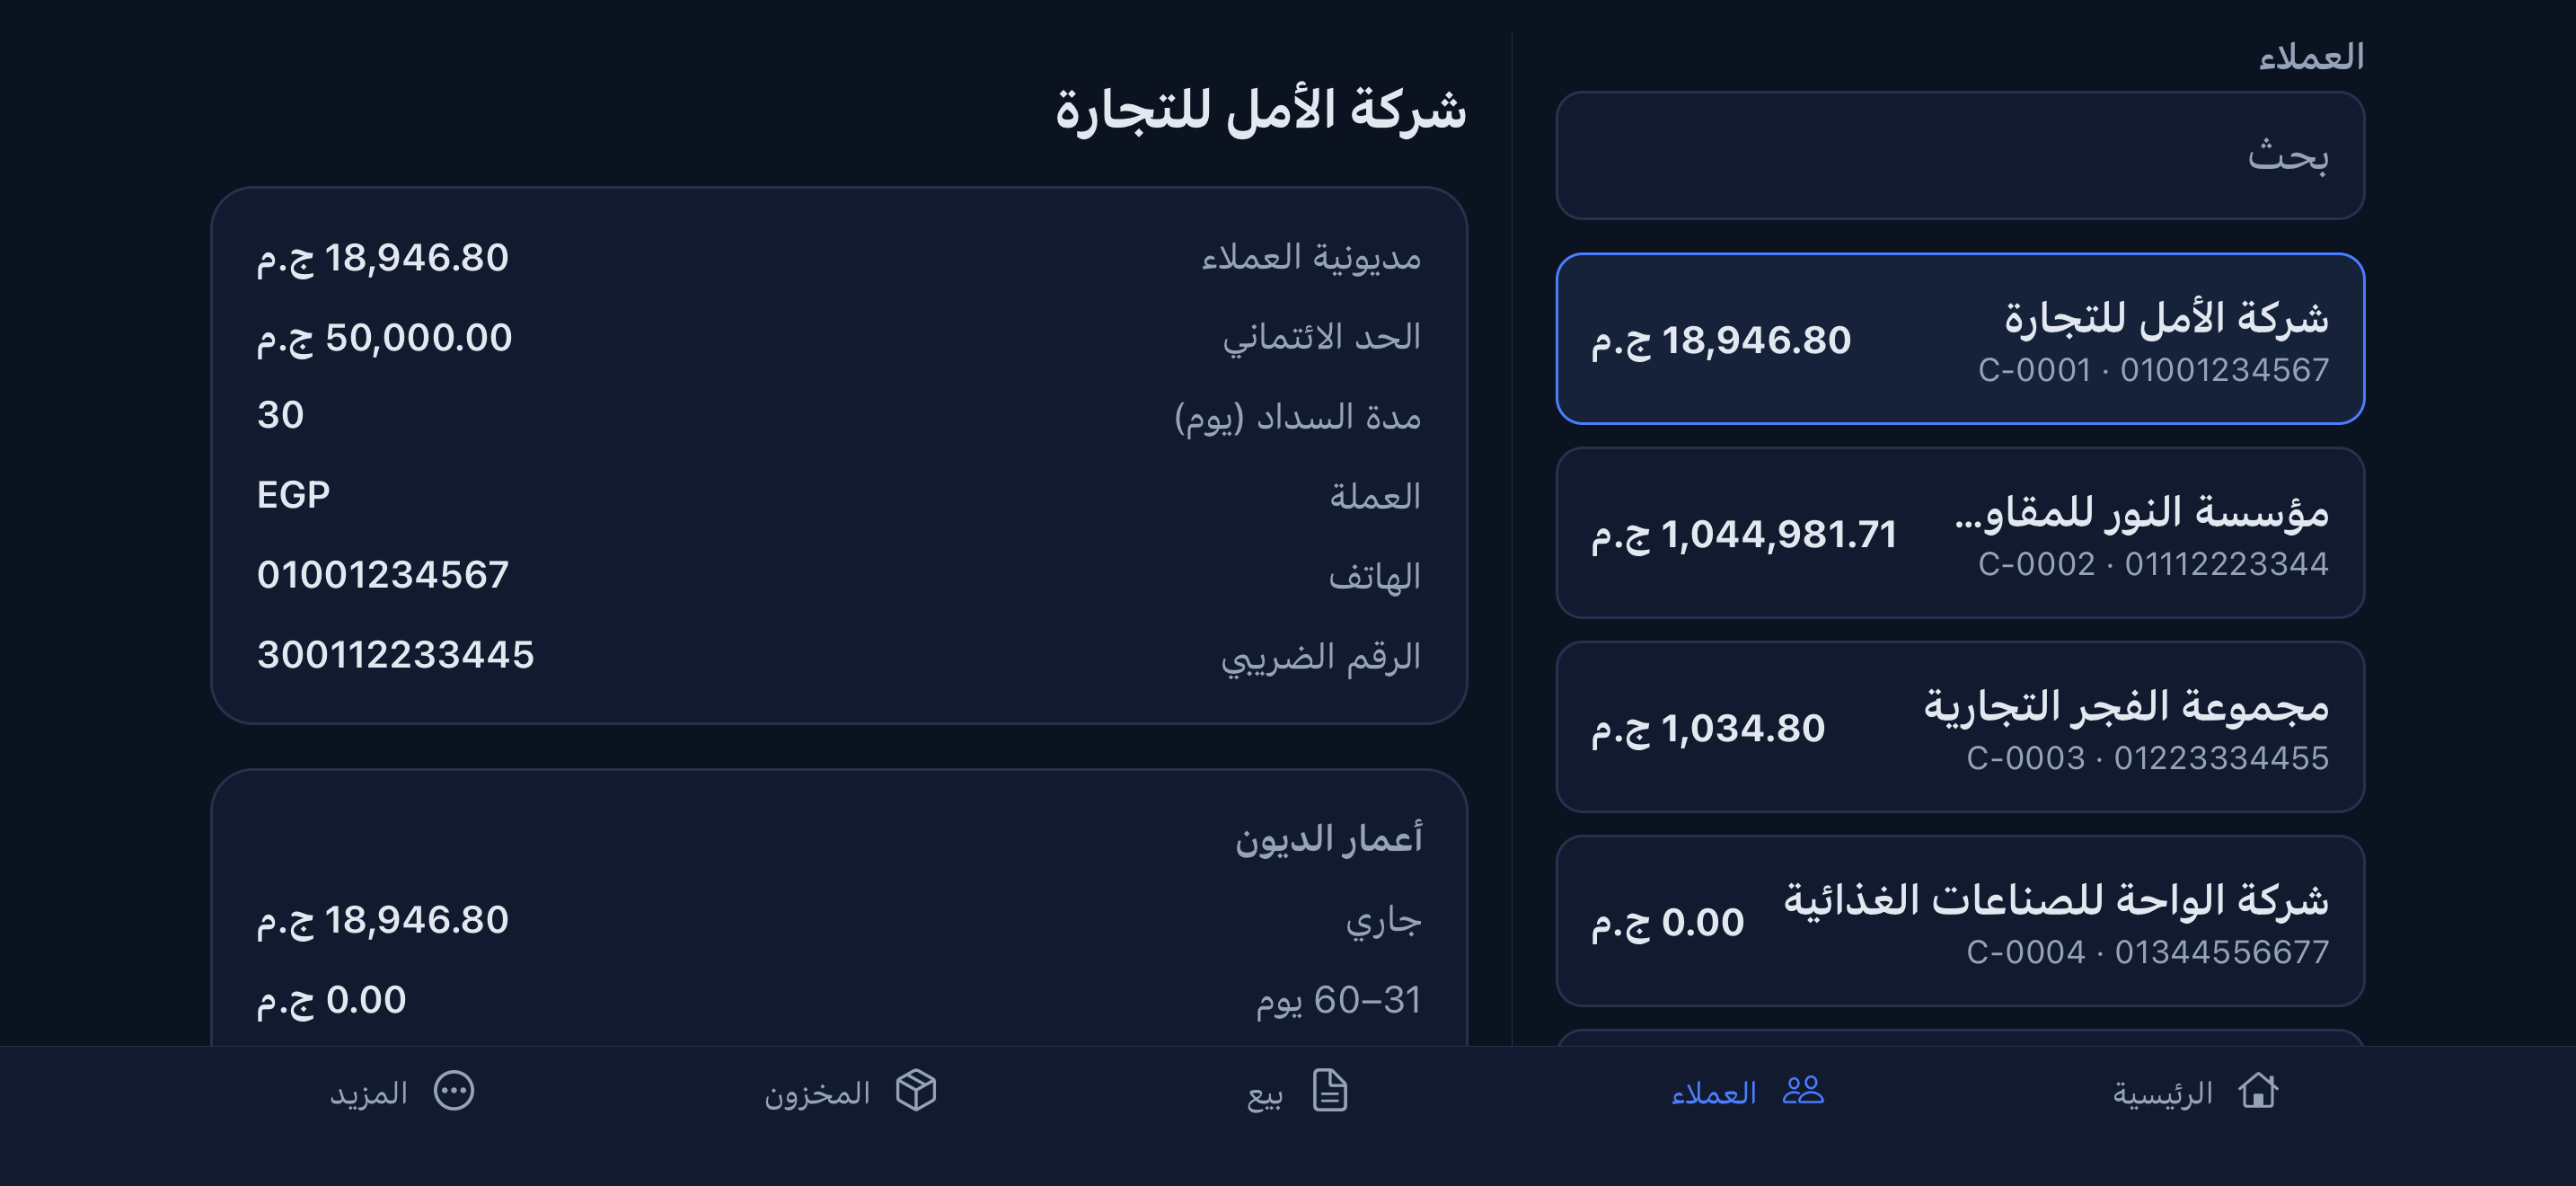 العملاء
بحث
شركة الأمل للتجارة
18,946.80 ج.م
C-0001 · 01001234567
مؤسسة النور للمقاو...
1,044,981.71 ج.م
C-0002 · 01112223344
مجموعة الفجر التجارية
1,034.80 ج.م
C-0003 · 01223334455
شركة الواحة للصناعات الغذائية
0.00 ج.م
C-0004 · 01344556677
شركة الأمل للتجارة
مديونية العملاء 18,946.80 ج.م
الحد الائتماني 50,000.00 ج.م
مدة السداد (يوم) 30
العملة EGP
الهاتف 01001234567
الرقم الضريبي 300112233445
أعمار الديون
جاري 18,946.80 ج.م
31–60 يوم 0.00 ج.م
الرئيسية
العملاء
بيع
المخزون
المزيد